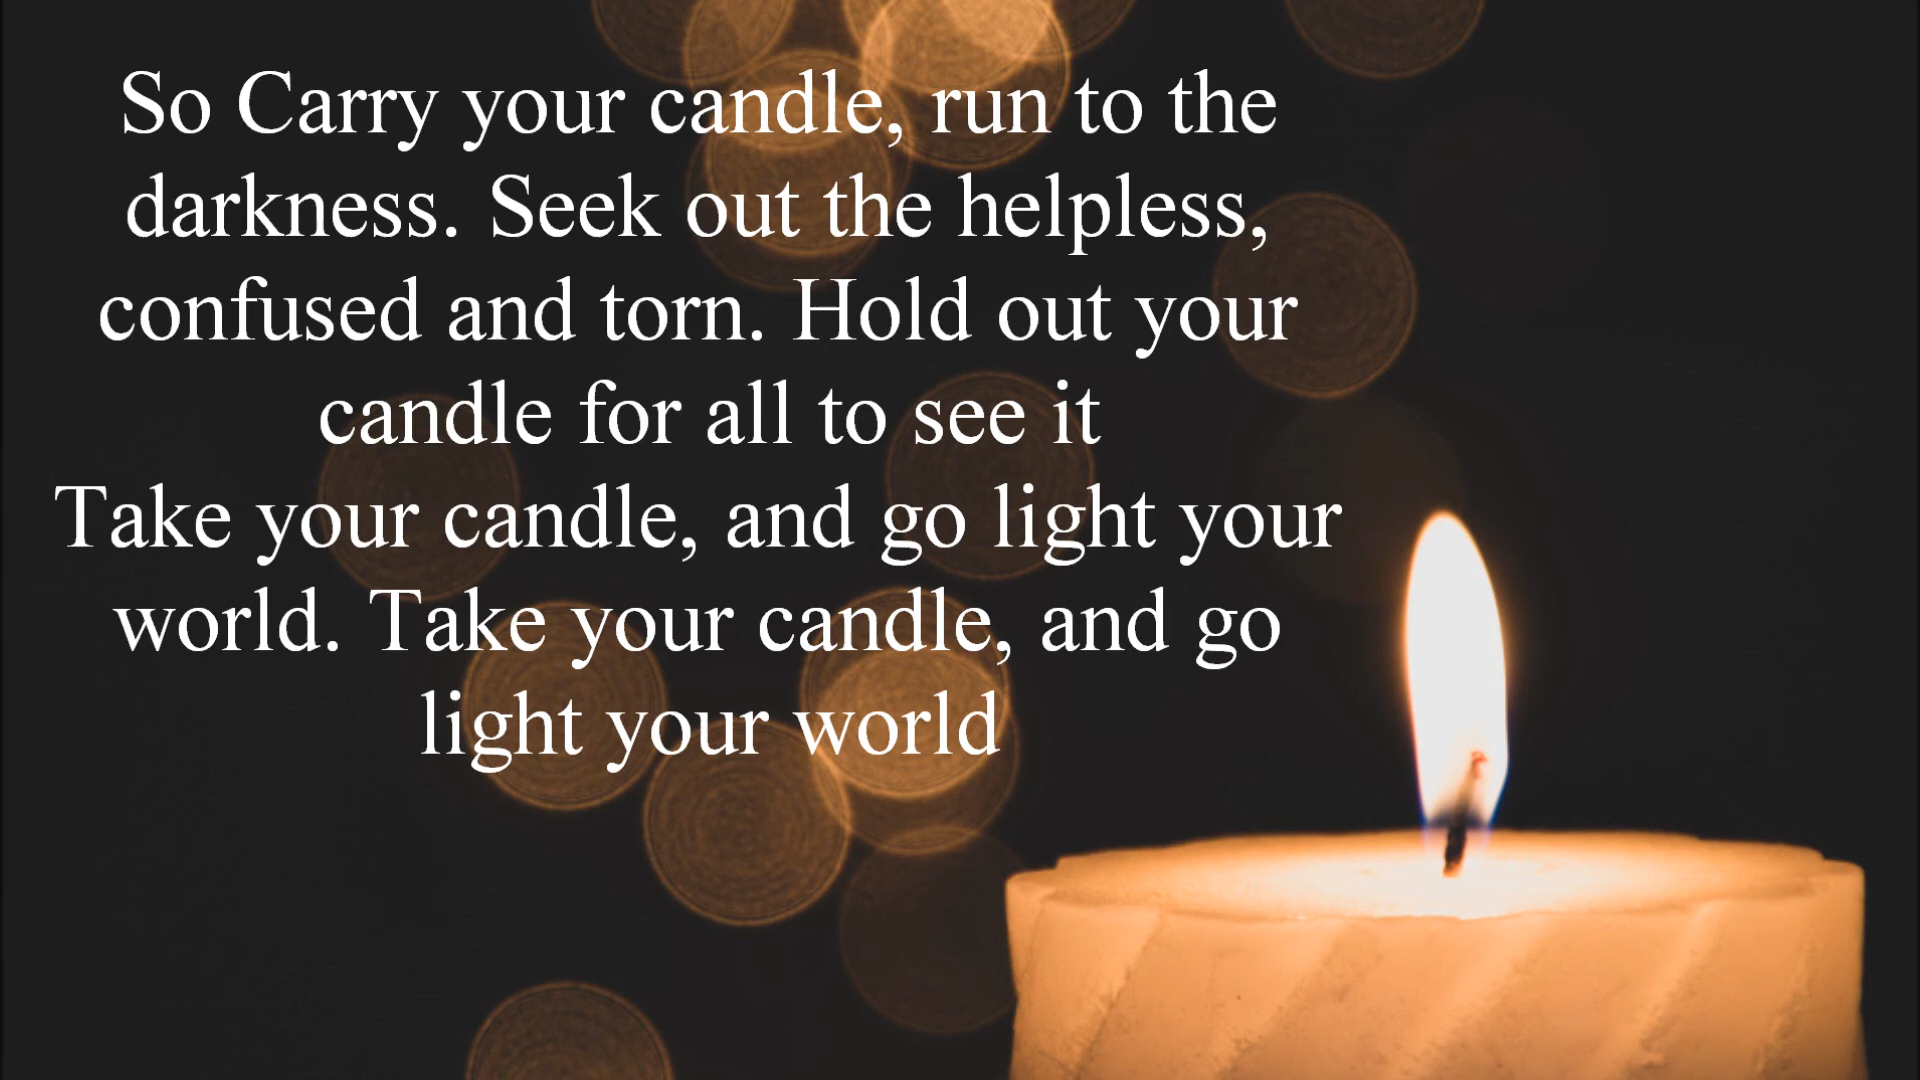 So Carry your candle, run to the
darkness. Seek out the helpless,
confused and torn. Hold out your
candle for all to see it
Take your candle, and go light your
world. Take your candle, and go
light your world